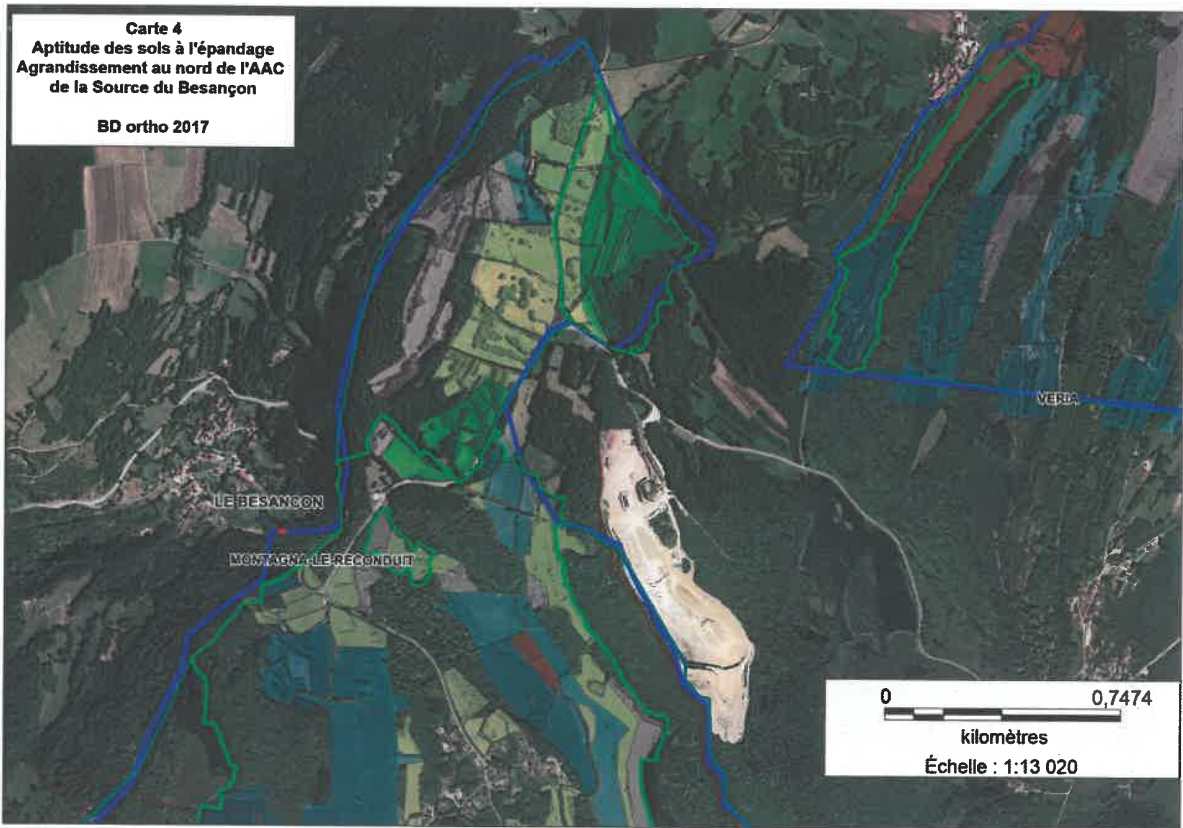 Carte 4
Aptitude des sols à l'épandage
Agrandissement au nord de l'AAC
de la Source du Besançon
BD ortho 2017
VERIA
LE BESANCON
MONTAGNA-LE-RECONDUIT
0 0,7474
kilomètres
Échelle : 1:13 020